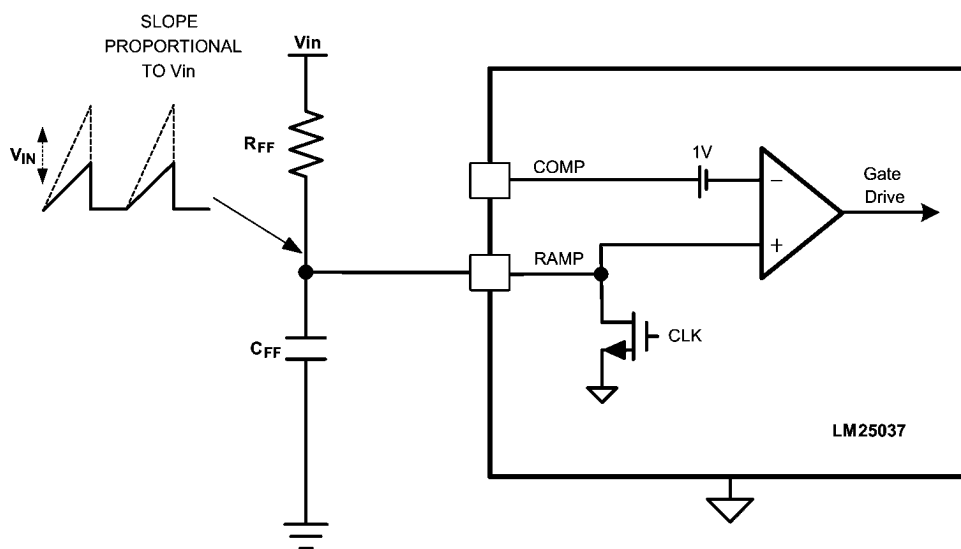 SLOPE
PROPORTIONAL
TO Vin
Vin
VIN
RFF
COMP
1V
Gate
Drive
−
+
RAMP
CFF
CLK
LM25037